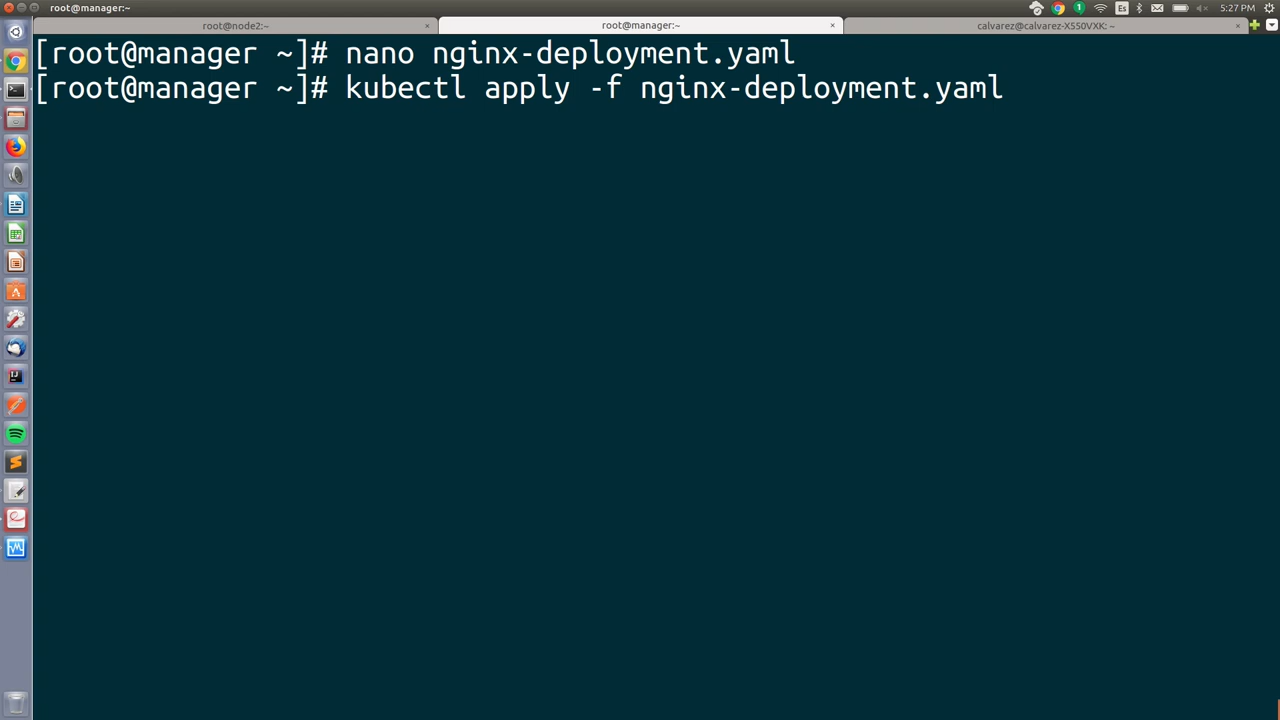 root@manager:~
Es
5:27 PM
root@node2:~
root@manager:~
calvarez@calvarez-X550VXK: ~
[root@manager ~]# nano nginx-deployment.yaml
[root@manager ~]# kubectl apply -f nginx-deployment.yaml